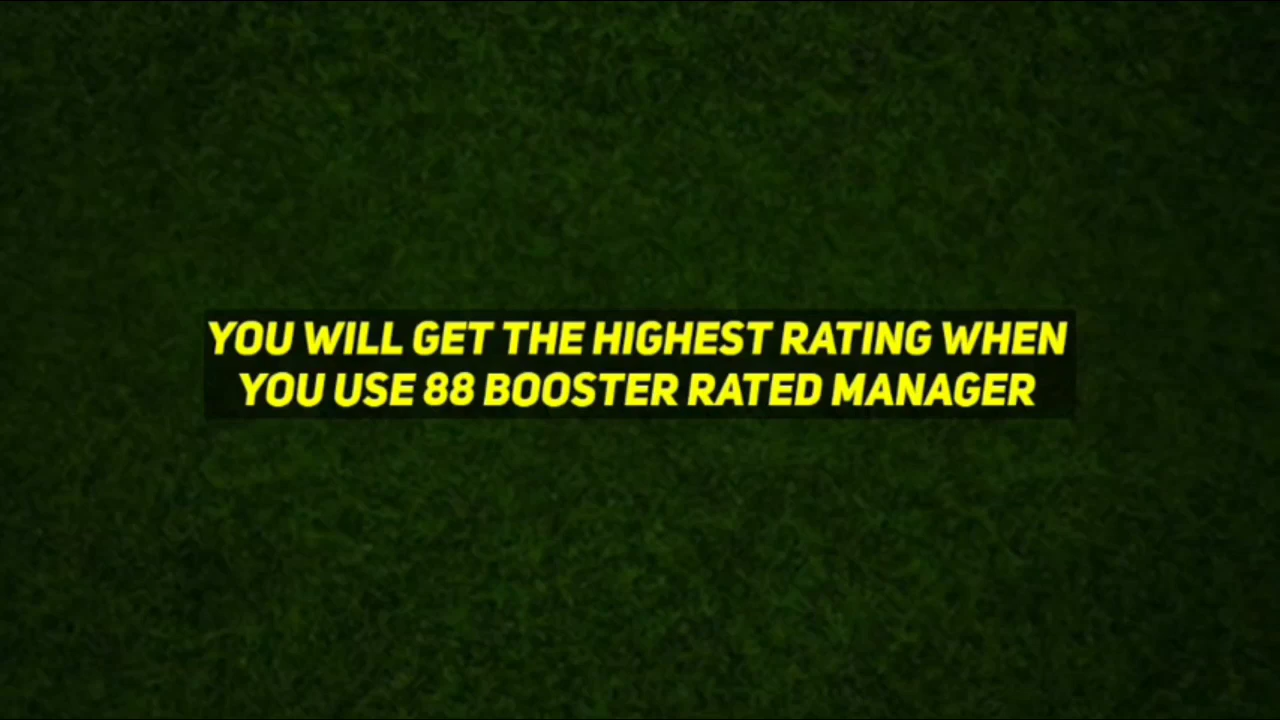 YOU WILL GET THE HIGHEST RATING WHEN
YOU USE 88 BOOSTER RATED MANAGER